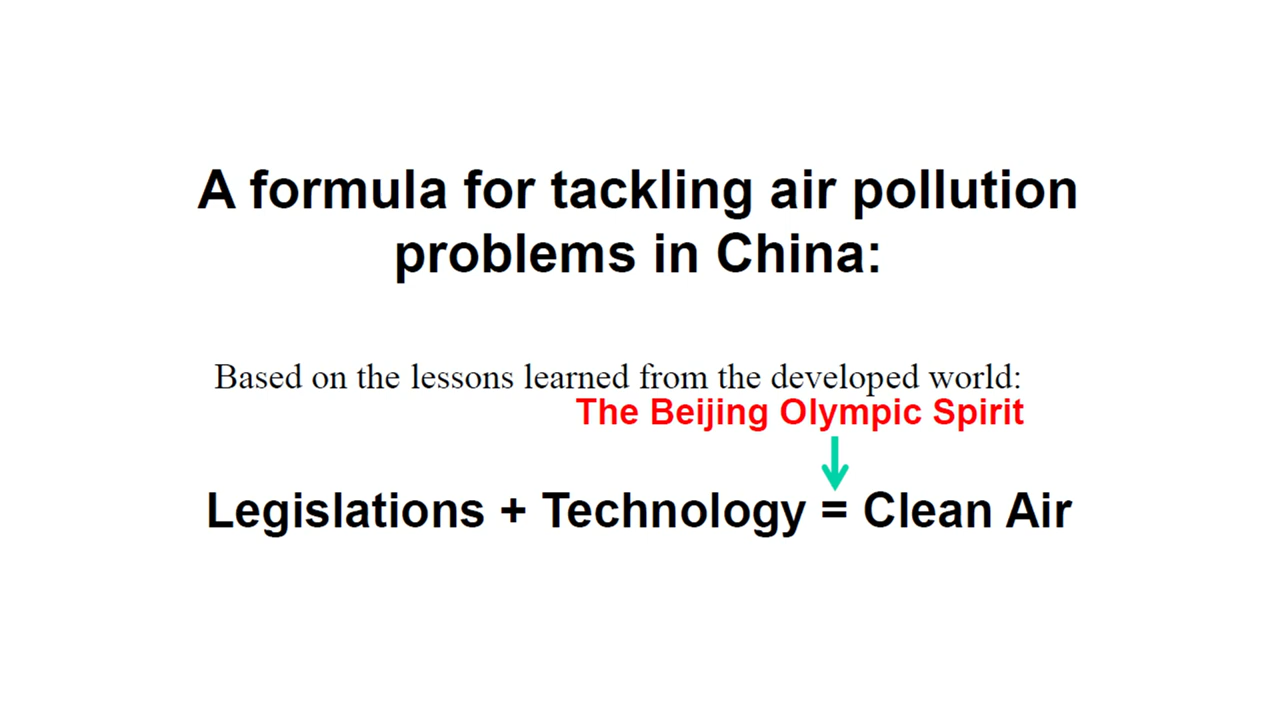 A formula for tackling air pollution
problems in China:
Based on the lessons learned from the developed world:
The Beijing Olympic Spirit
Legislations + Technology = Clean Air